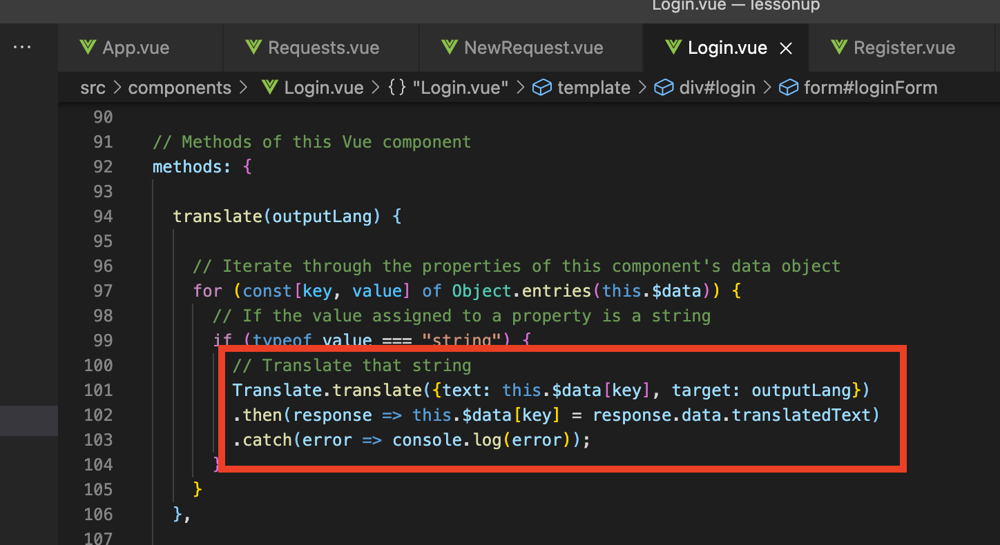 Login.vue — lessonup
··· App.vue Requests.vue NewRequest.vue Login.vue × Register.vue
src > components > Login.vue > {} "Login.vue" > template > div#login > form#loginForm
90
91 // Methods of this Vue component
92 methods: {
93
94 translate(outputLang) {
95
96 // Iterate through the properties of this component's data object
97 for (const[key, value] of Object.entries(this.$data)) {
98 // If the value assigned to a property is a string
99 if (typeof value === "string") {
100 // Translate that string
101 Translate.translate({text: this.$data[key], target: outputLang})
102 .then(response => this.$data[key] = response.data.translatedText)
103 .catch(error => console.log(error));
104 }
105 }
106 },
107